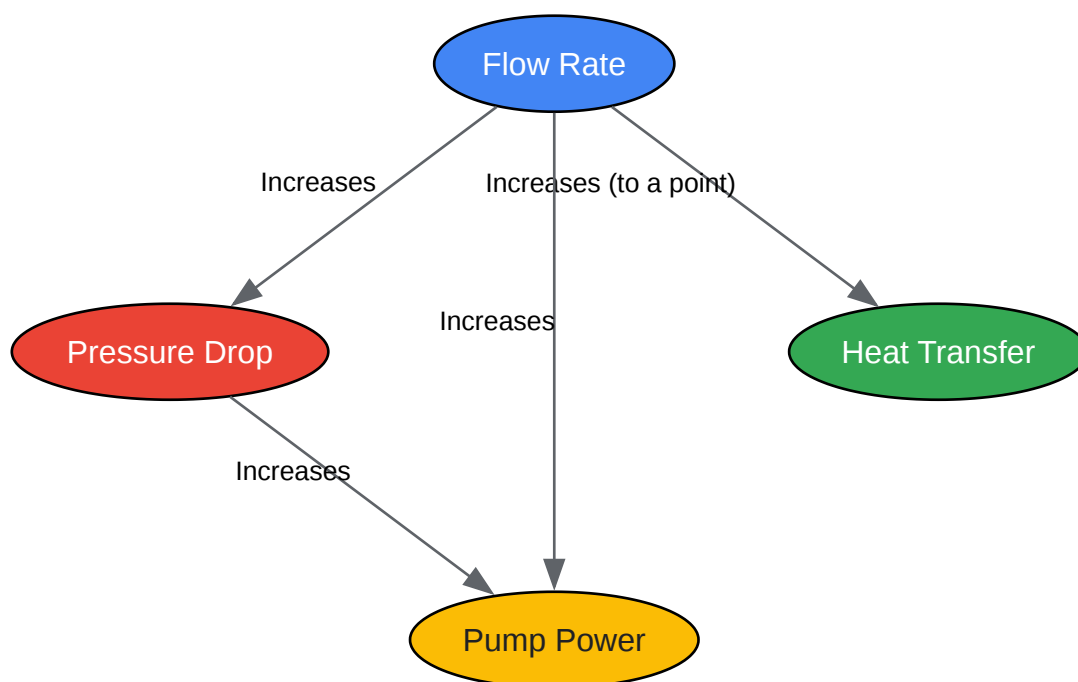 Flow Rate
Increases
Increases (to a point)
Increases
Pressure Drop
Heat Transfer
Increases
Pump Power